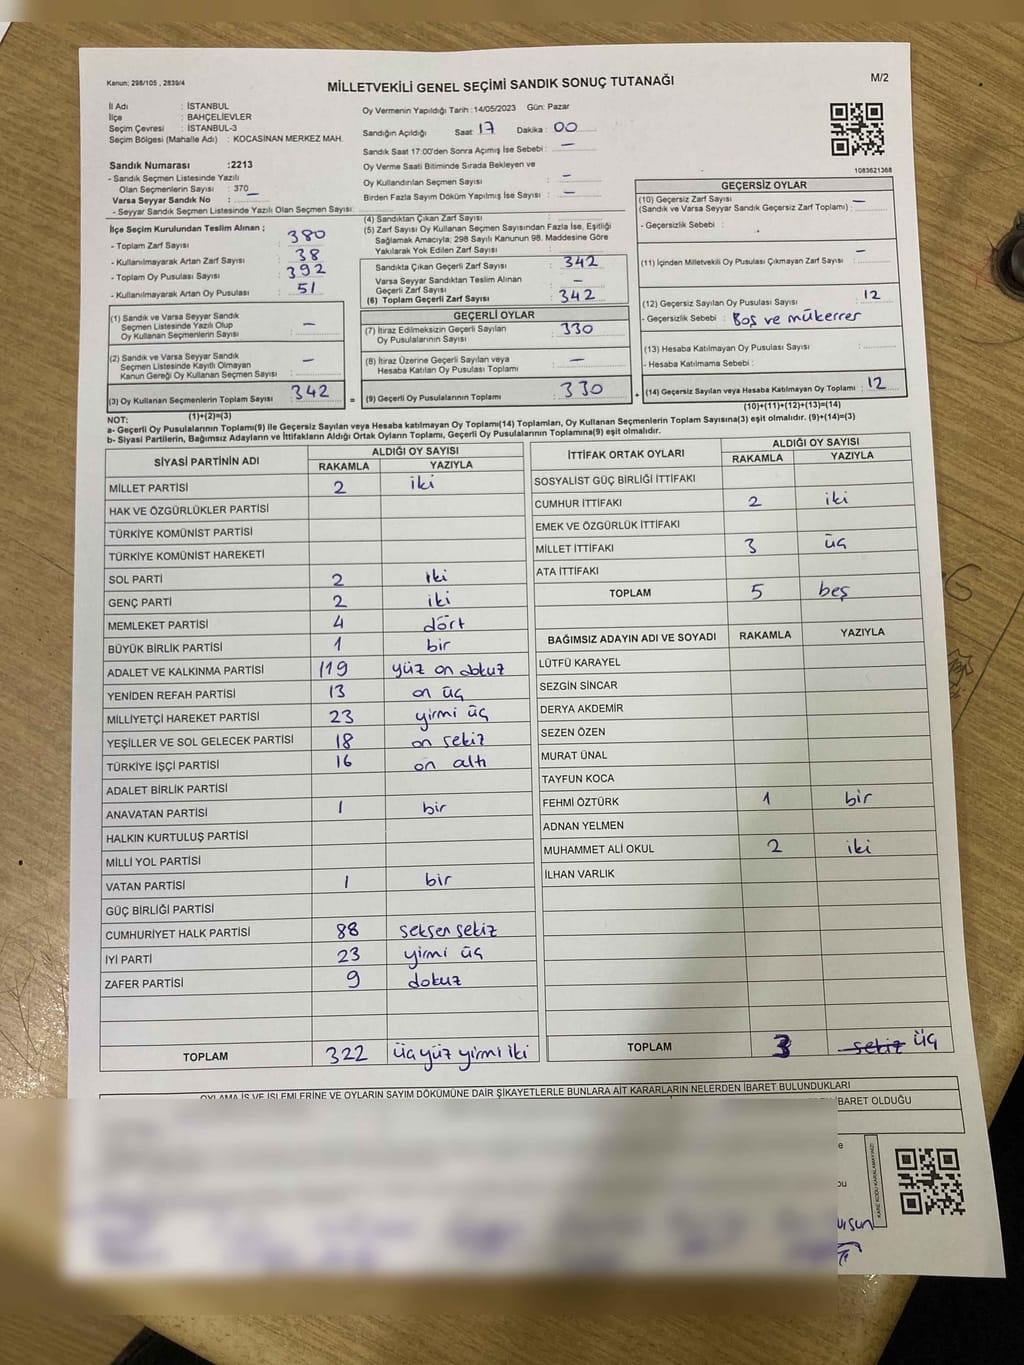 Kanun; 298/105 , 2839/4
MİLLETVEKİLİ GENEL SEÇİMİ SANDIK SONUÇ TUTANAĞI
M/2
İl Adı : İSTANBUL
İlçe : BAHÇELİEVLER
Seçim Çevresi : İSTANBUL-3
Seçim Bölgesi (Mahalle Adı) : KOCASİNAN MERKEZ MAH.
Sandık Numarası :2213
- Sandık Seçmen Listesinde Yazılı
Olan Seçmenlerin Sayısı : 370
Varsa Seyyar Sandık No : –
- Seyyar Sandık Seçmen Listesinde Yazılı Olan Seçmen Sayısı:
İlçe Seçim Kurulundan Teslim Alınan ;
- Toplam Zarf Sayısı : 380
- Kullanılmayarak Artan Zarf Sayısı : 38
- Toplam Oy Pusulası Sayısı : 392
- Kullanılmayarak Artan Oy Pusulası : 51
(1) Sandık ve Varsa Seyyar Sandık
Seçmen Listesinde Yazılı Olup
Oy Kullanan Seçmenlerin Sayısı : –
(2) Sandık ve Varsa Seyyar Sandık
Seçmen Listesinde Kayıtlı Olmayan
Kanun Gereği Oy Kullanan Seçmen Sayısı : –
(3) Oy Kullanan Seçmenlerin Toplam Sayısı : 342
(1)+(2)=(3)
Oy Vermenin Yapıldığı Tarih :14/05/2023 Gün: Pazar
Sandığın Açıldığı Saat: 17 Dakika : 00
Sandık Saat 17:00'den Sonra Açımış İse Sebebi : –
Oy Verme Saati Bitiminde Sırada Bekleyen ve
Oy Kullandırılan Seçmen Sayısı : –
Birden Fazla Sayım Döküm Yapılmış İse Sayısı : –
(4) Sandıktan Çıkan Zarf Sayısı :
(5) Zarf Sayısı Oy Kullanan Seçmen Sayısından Fazla İse, Eşitliği
Sağlamak Amacıyla; 298 Sayılı Kanunun 98. Maddesine Göre
Yakılarak Yok Edilen Zarf Sayısı :
Sandıkta Çıkan Geçerli Zarf Sayısı : 342
Varsa Seyyar Sandıktan Teslim Alınan
Geçerli Zarf Sayısı : –
(6) Toplam Geçerli Zarf Sayısı : 342
GEÇERLİ OYLAR
(7) İtiraz Edilmeksizin Geçerli Sayılan
Oy Pusulalarının Sayısı : 330
(8) İtiraz Üzerine Geçerli Sayılan veya
Hesaba Katılan Oy Pusulası Toplamı : –
= (9) Geçerli Oy Pusulalarının Toplamı : 330
1083621368
GEÇERSİZ OYLAR
(10) Geçersiz Zarf Sayısı –
(Sandık ve Varsa Seyyar Sandık Geçersiz Zarf Toplamı) :
- Geçersizlik Sebebi :
(11) İçinden Milletvekili Oy Pusulası Çıkmayan Zarf Sayısı : –
(12) Geçersiz Sayılan Oy Pusulası Sayısı : 12
- Geçersizlik Sebebi : Boş ve mükerrer
(13) Hesaba Katılmayan Oy Pusulası Sayısı :
- Hesaba Katılmama Sebebi :
+ (14) Geçersiz Sayılan veya Hesaba Katılmayan Oy Toplamı : 12
(10)+(11)+(12)+(13)=(14)
NOT:
a- Geçerli Oy Pusulalarının Toplamı(9) ile Geçersiz Sayılan veya Hesaba katılmayan Oy Toplamı(14) Toplamları, Oy Kullanan Seçmenlerin Toplam Sayısına(3) eşit olmalıdır. (9)+(14)=(3)
b- Siyasi Partilerin, Bağımsız Adayların ve İttifakların Aldığı Ortak Oyların Toplamı, Geçerli Oy Pusulalarının Toplamına(9) eşit olmalıdır.
SİYASİ PARTİNİN ADI ALDIĞI OY SAYISI
RAKAMLA YAZIYLA
MİLLET PARTİSİ 2 iki
HAK VE ÖZGÜRLÜKLER PARTİSİ
TÜRKİYE KOMÜNİST PARTİSİ
TÜRKİYE KOMÜNİST HAREKETİ
SOL PARTİ 2 iki
GENÇ PARTİ 2 iki
MEMLEKET PARTİSİ 4 dört
BÜYÜK BİRLİK PARTİSİ 1 bir
ADALET VE KALKINMA PARTİSİ 119 yüz on dokuz
YENİDEN REFAH PARTİSİ 13 on üç
MİLLİYETÇİ HAREKET PARTİSİ 23 yirmi üç
YEŞİLLER VE SOL GELECEK PARTİSİ 18 on sekiz
TÜRKİYE İŞÇİ PARTİSİ 16 on altı
ADALET BİRLİK PARTİSİ
ANAVATAN PARTİSİ 1 bir
HALKIN KURTULUŞ PARTİSİ
MİLLİ YOL PARTİSİ
VATAN PARTİSİ 1 bir
GÜÇ BİRLİĞİ PARTİSİ
CUMHURİYET HALK PARTİSİ 88 seksen sekiz
İYİ PARTİ 23 yirmi üç
ZAFER PARTİSİ 9 dokuz
TOPLAM 322 üçyüz yirmi iki
İTTİFAK ORTAK OYLARI ALDIĞI OY SAYISI
RAKAMLA YAZIYLA
SOSYALİST GÜÇ BİRLİĞİ İTTİFAKI
CUMHUR İTTİFAKI 2 iki
EMEK VE ÖZGÜRLÜK İTTİFAKI
MİLLET İTTİFAKI 3 üç
ATA İTTİFAKI
TOPLAM 5 beş
BAĞIMSIZ ADAYIN ADI VE SOYADI RAKAMLA YAZIYLA
LÜTFÜ KARAYEL
SEZGİN SİNCAR
DERYA AKDEMİR
SEZEN ÖZEN
MURAT ÜNAL
TAYFUN KOCA
FEHMİ ÖZTÜRK 1 bir
ADNAN YELMEN
MUHAMMET ALİ OKUL 2 iki
İLHAN VARLIK
TOPLAM 3 sekiz üç
OYLAMA İŞ VE İŞLEMLERİNE VE OYLARIN SAYIM DÖKÜMÜNE DAİR ŞİKAYETLERLE BUNLARA AİT KARARLARIN NELERDEN İBARET BULUNDUKLARI
İBARET OLDUĞU
KARE KODU KARALAMAYINIZ!